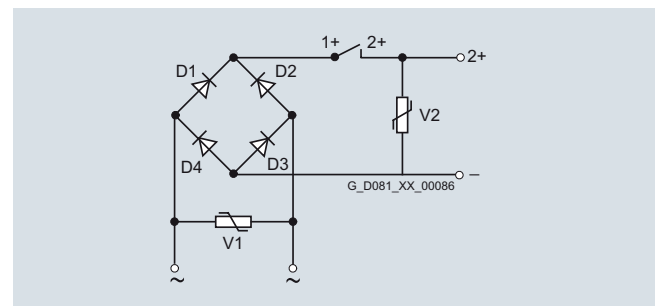 1+ 2+
2+
D1 D2
V2
D4 D3
–
G_D081_XX_00086
V1
~ ~